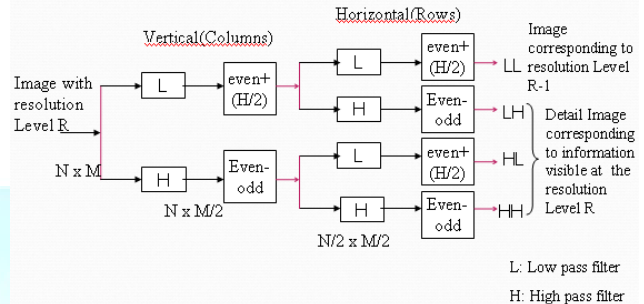 Horizontal(Rows)
Vertical(Columns)
Image with
resolution
Level R
N x M
L
even+
(H/2)
H
Even-
odd
N x M/2
L
even+
(H/2)
LL
Image
corresponding to
resolution Level
R-1
H
Even-
odd
LH
L
even+
(H/2)
HL
H
Even-
odd
HH
Detail Image
corresponding
to information
visible at the
resolution
Level R
N/2 x M/2
L: Low pass filter
H: High pass filter